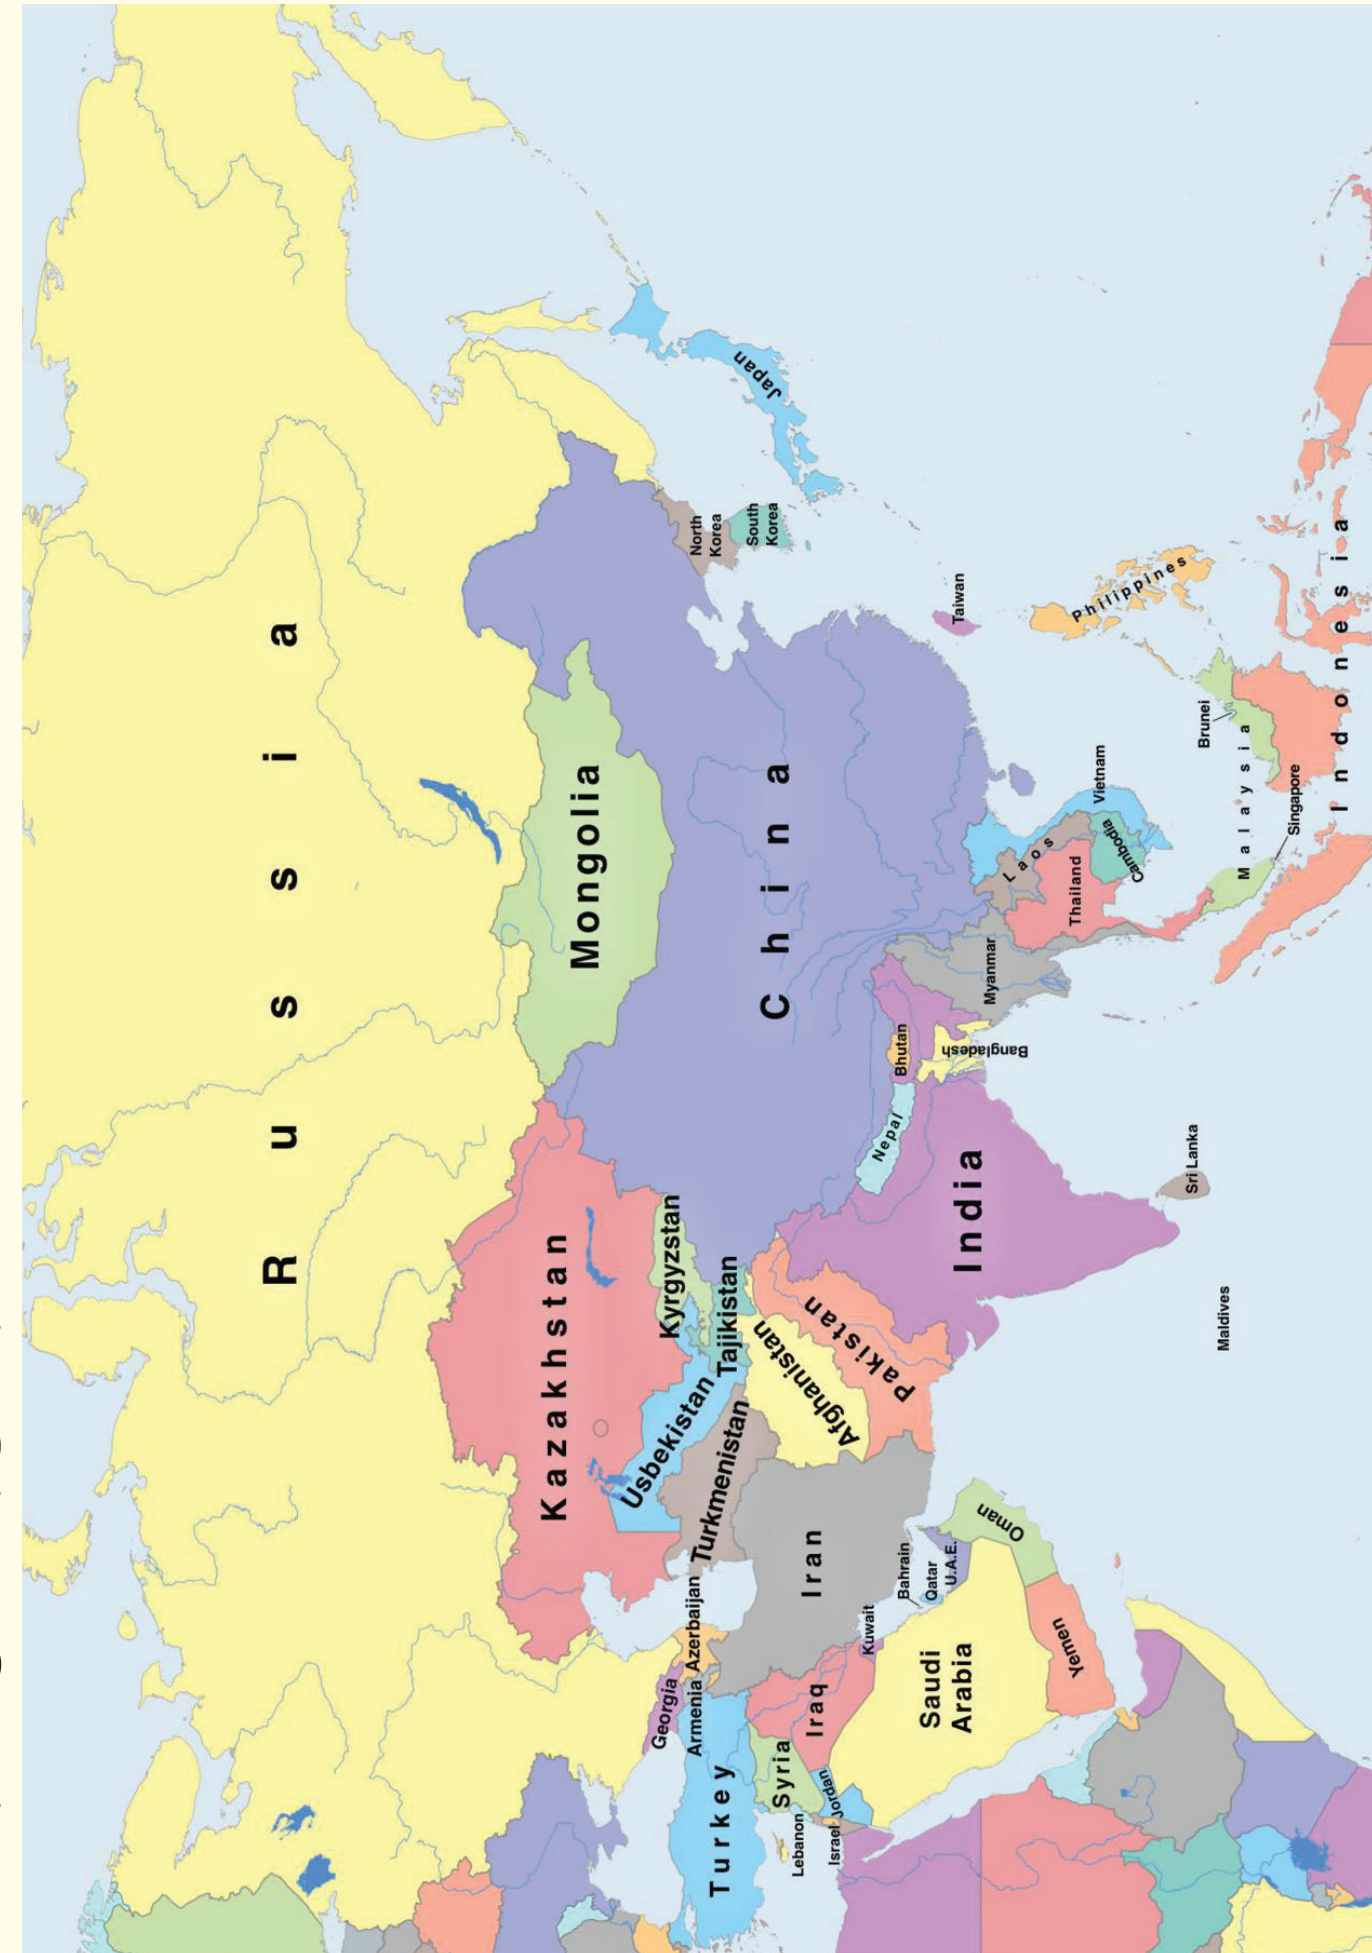 Russia
Kazakhstan
Mongolia
China
Japan
North
Korea
South
Korea
Taiwan
Philippines
Kyrgyzstan
Tajikistan
Usbekistan
Turkmenistan
Afghanistan
Pakistan
India
Nepal
Bhutan
Bangladesh
Myanmar
Laos
Thailand
Vietnam
Cambodia
Brunei
Malaysia
Singapore
Indonesia
Sri Lanka
Maldives
Georgia
Armenia
Azerbaijan
Turkey
Syria
Lebanon
Israel
Jordan
Iraq
Iran
Kuwait
Bahrain
Qatar
U.A.E.
Oman
Saudi
Arabia
Yemen